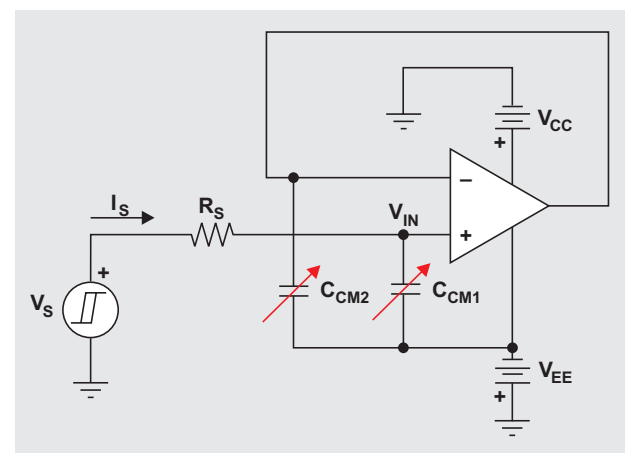 V_CC
+
I_S
R_S
V_IN
−
+
+
V_S
C_CM2
C_CM1
V_EE
+